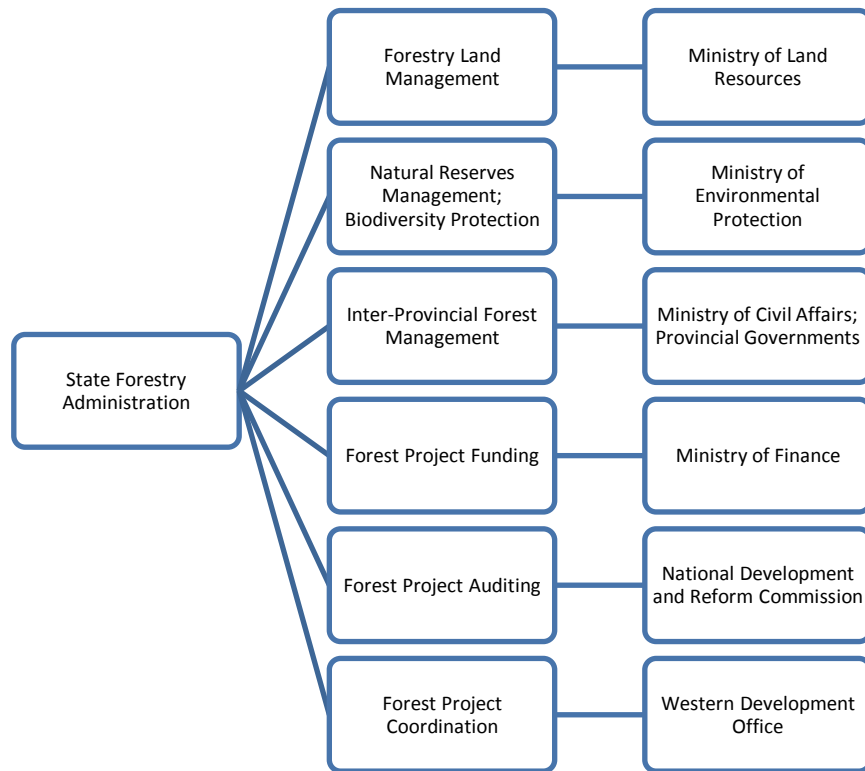 Forestry Land
Management
Ministry of Land
Resources
Natural Reserves
Management;
Biodiversity Protection
Ministry of
Environmental
Protection
Inter-Provincial Forest
Management
Ministry of Civil Affairs;
Provincial Governments
State Forestry
Administration
Forest Project Funding
Ministry of Finance
Forest Project Auditing
National Development
and Reform Commission
Forest Project
Coordination
Western Development
Office